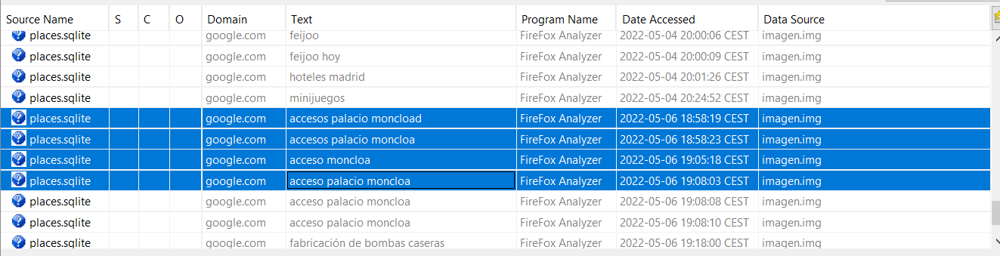 Source Name S C O Domain Text Program Name Date Accessed Data Source
places.sqlite google.com feijoo FireFox Analyzer 2022-05-04 20:00:06 CEST imagen.img
places.sqlite google.com feijoo hoy FireFox Analyzer 2022-05-04 20:00:09 CEST imagen.img
places.sqlite google.com hoteles madrid FireFox Analyzer 2022-05-04 20:01:26 CEST imagen.img
places.sqlite google.com minijuegos FireFox Analyzer 2022-05-04 20:24:52 CEST imagen.img
places.sqlite google.com accesos palacio moncload FireFox Analyzer 2022-05-06 18:58:19 CEST imagen.img
places.sqlite google.com accesos palacio moncloa FireFox Analyzer 2022-05-06 18:58:23 CEST imagen.img
places.sqlite google.com acceso moncloa FireFox Analyzer 2022-05-06 19:05:18 CEST imagen.img
places.sqlite google.com acceso palacio moncloa FireFox Analyzer 2022-05-06 19:08:03 CEST imagen.img
places.sqlite google.com acceso palacio moncloa FireFox Analyzer 2022-05-06 19:08:08 CEST imagen.img
places.sqlite google.com acceso palacio moncloa FireFox Analyzer 2022-05-06 19:08:10 CEST imagen.img
places.sqlite google.com fabricación de bombas caseras FireFox Analyzer 2022-05-06 19:18:00 CEST imagen.img